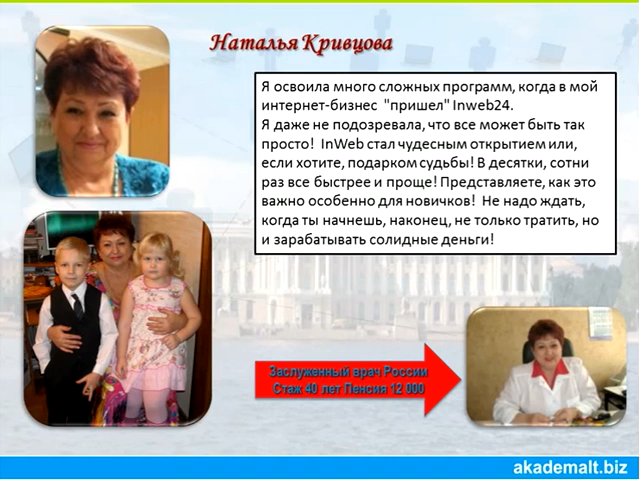 Наталья Кривцова
Я освоила много сложных программ, когда в мой
интернет-бизнес "пришел" Inweb24.
Я даже не подозревала, что все может быть так
просто! InWeb стал чудесным открытием или,
если хотите, подарком судьбы! В десятки, сотни
раз все быстрее и проще! Представляете, как это
важно особенно для новичков! Не надо ждать,
когда ты начнешь, наконец, не только тратить, но
и зарабатывать солидные деньги!
Заслуженный врач России
Стаж 40 лет Пенсия 12 000
akademalt.biz